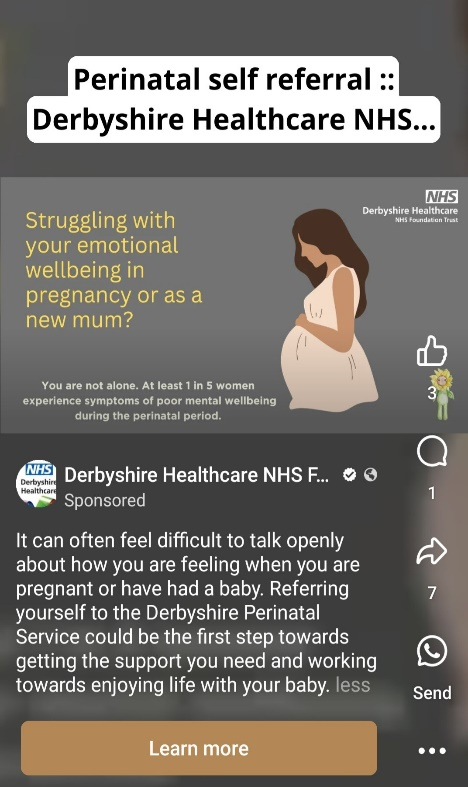 Perinatal self referral ::
Derbyshire Healthcare NHS...
NHS
Derbyshire Healthcare
NHS Foundation Trust
Struggling with
your emotional
wellbeing in
pregnancy or as a
new mum?
You are not alone. At least 1 in 5 women
experience symptoms of poor mental wellbeing
during the perinatal period.
3
NHS
Derbyshire
Healthcare
Derbyshire Healthcare NHS F...
Sponsored
1
It can often feel difficult to talk openly
about how you are feeling when you are
pregnant or have had a baby. Referring
yourself to the Derbyshire Perinatal
Service could be the first step towards
getting the support you need and working
towards enjoying life with your baby. less
7
Send
Learn more